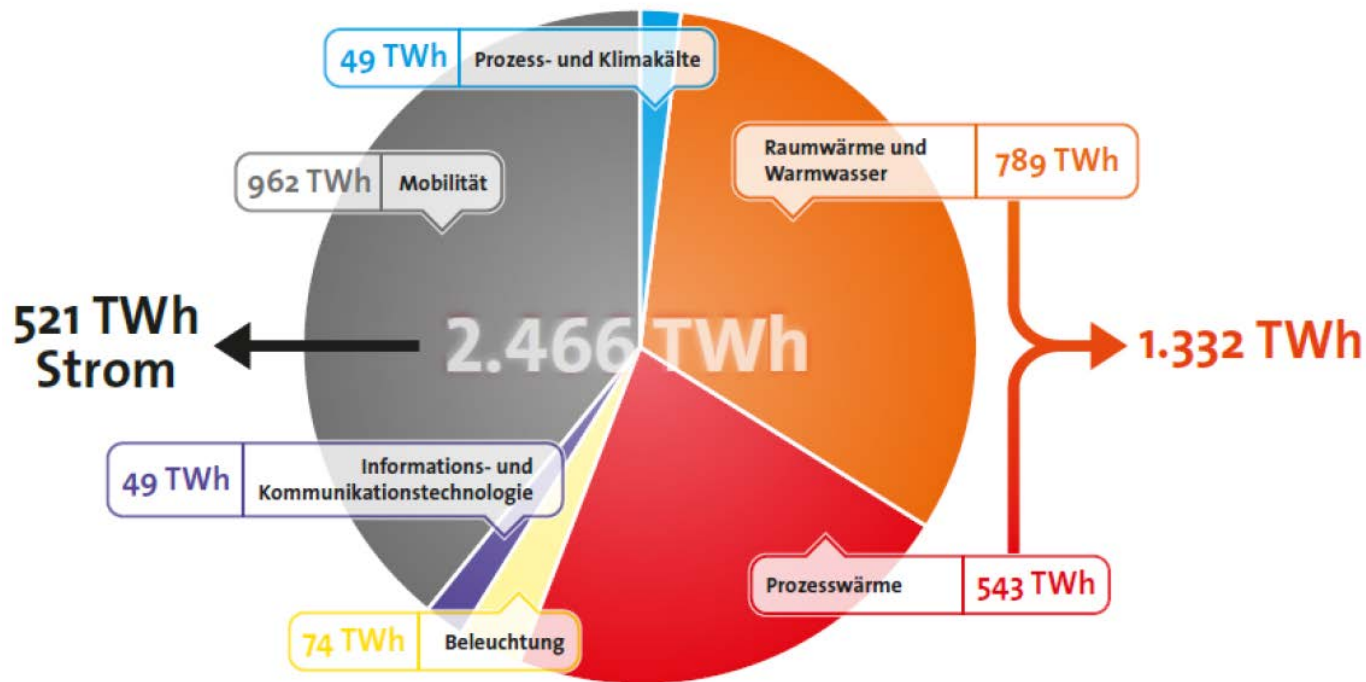 49 TWh
Prozess- und Klimakälte
Raumwärme und
Warmwasser
789 TWh
962 TWh
Mobilität
521 TWh
Strom
2.466 TWh
1.332 TWh
49 TWh
Informations- und
Kommunikationstechnologie
Prozesswärme
543 TWh
74 TWh
Beleuchtung